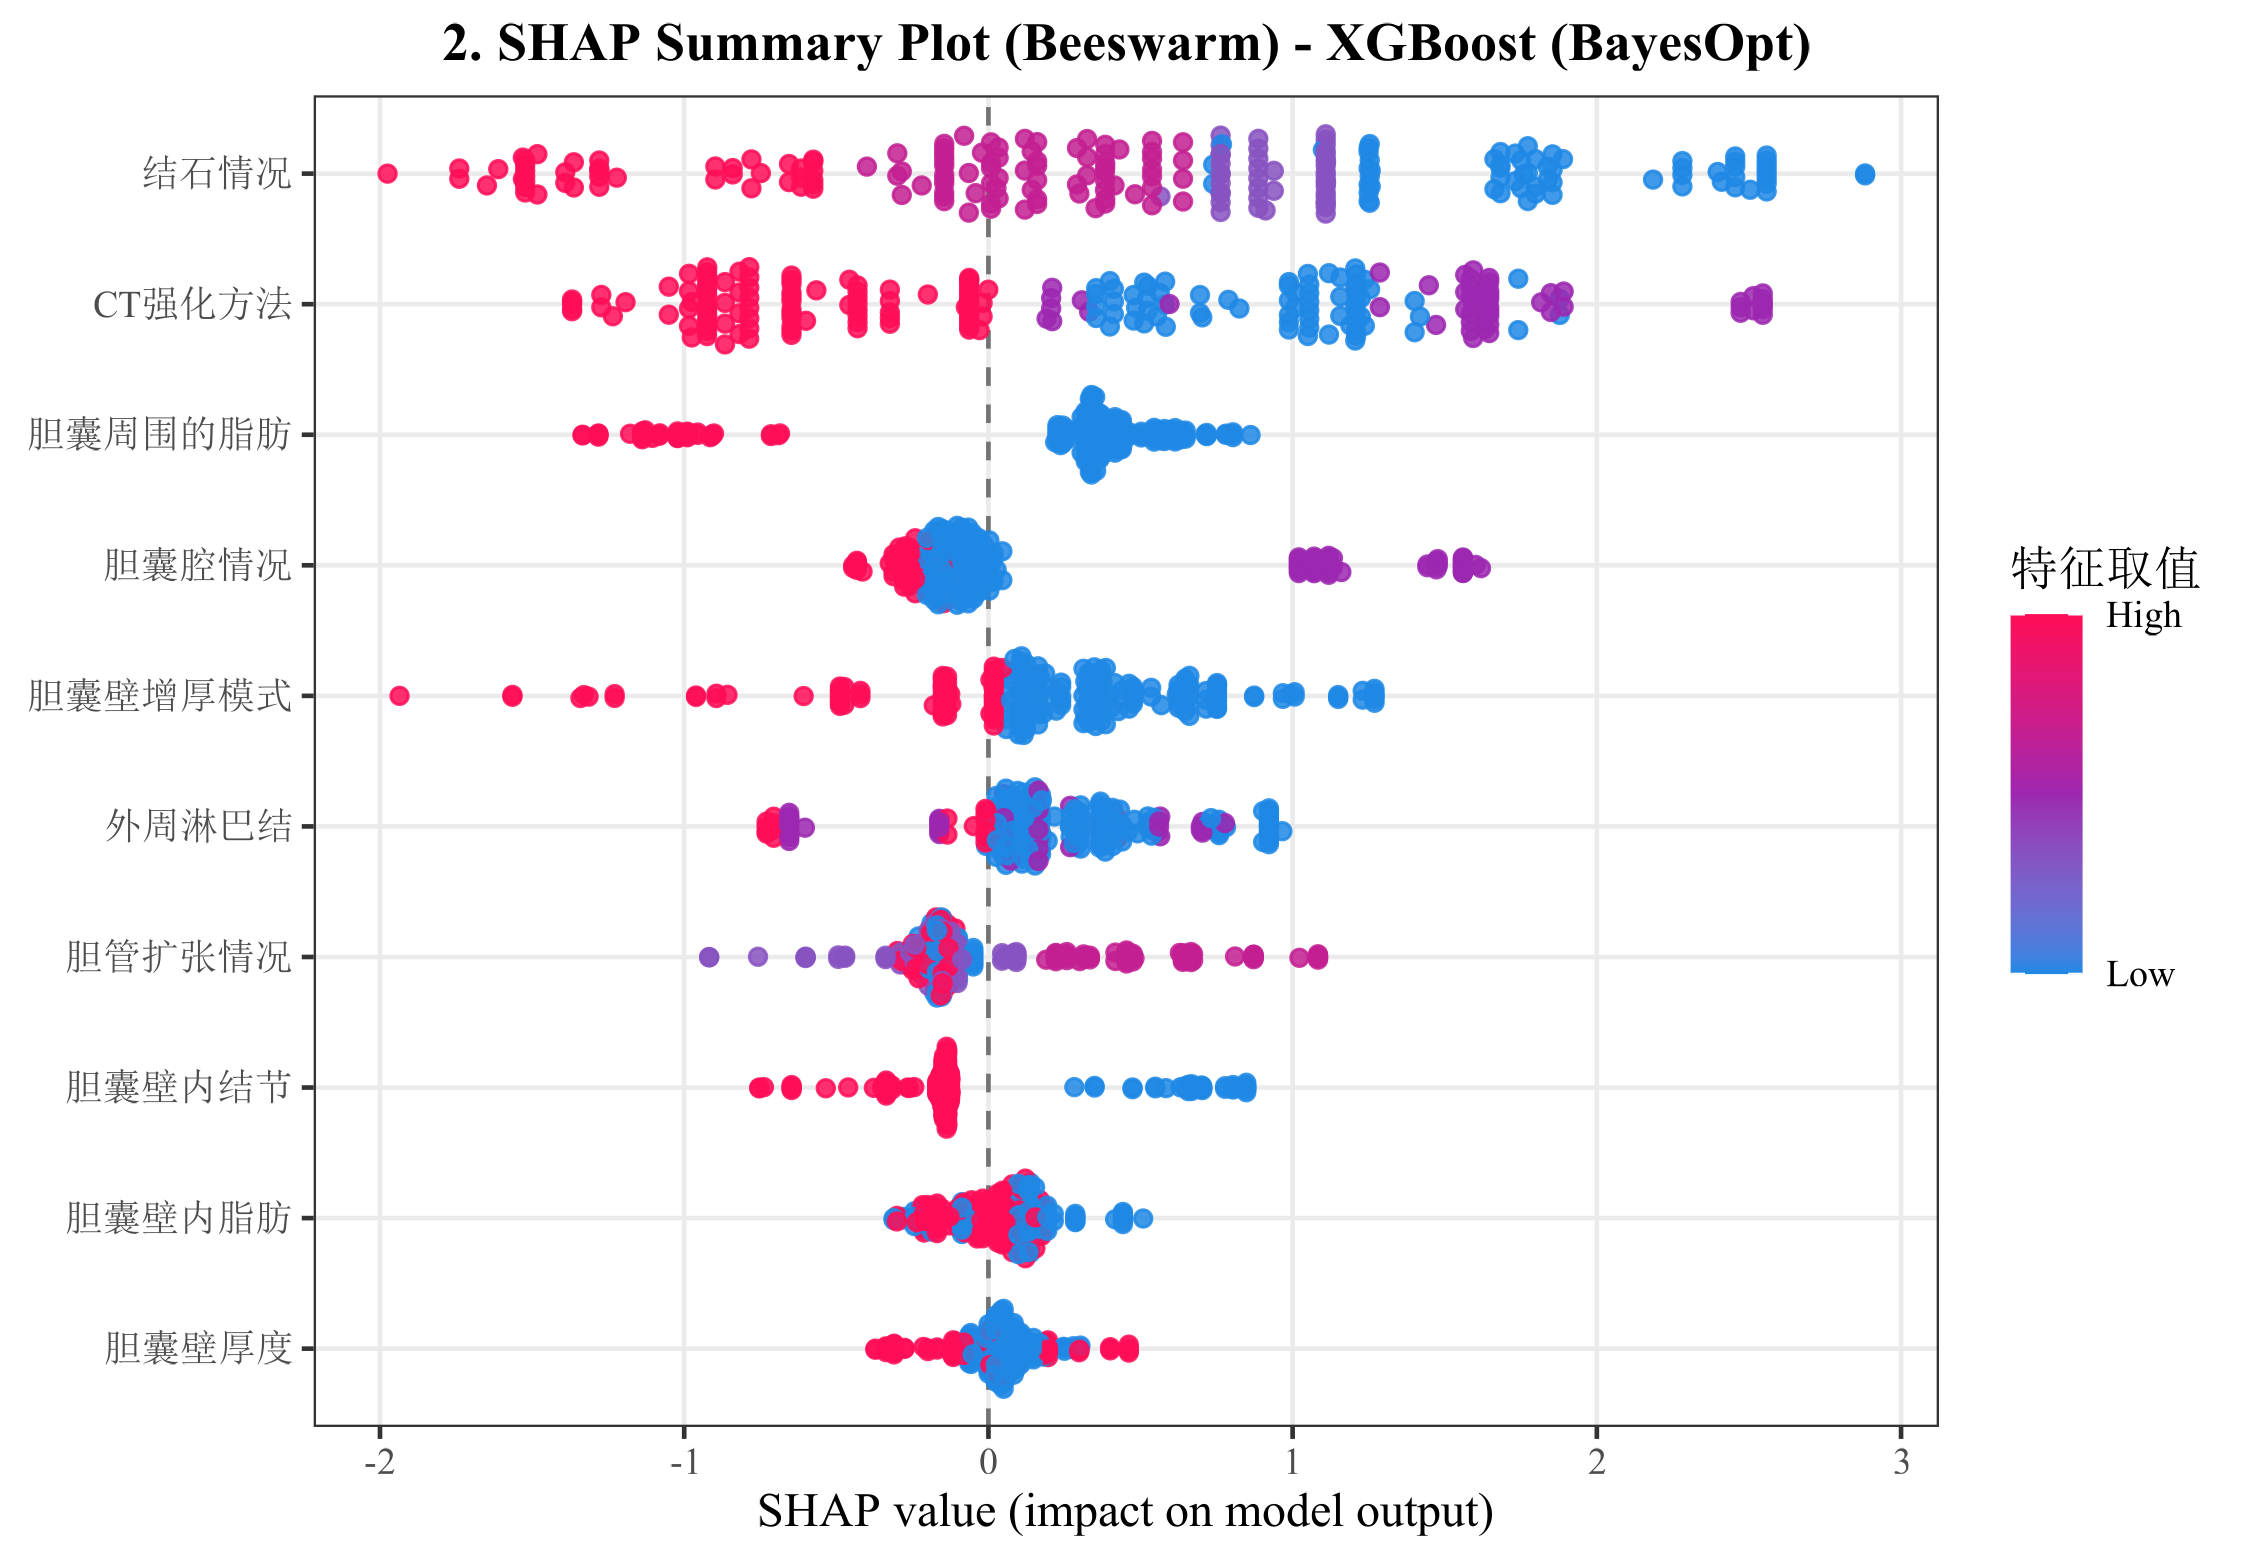 2. SHAP Summary Plot (Beeswarm) - XGBoost (BayesOpt)
结石情况
CT强化方法
胆囊周围的脂肪
胆囊腔情况
胆囊壁增厚模式
外周淋巴结
胆管扩张情况
胆囊壁内结节
胆囊壁内脂肪
胆囊壁厚度
-2 -1 0 1 2 3
SHAP value (impact on model output)
特征取值
High
Low